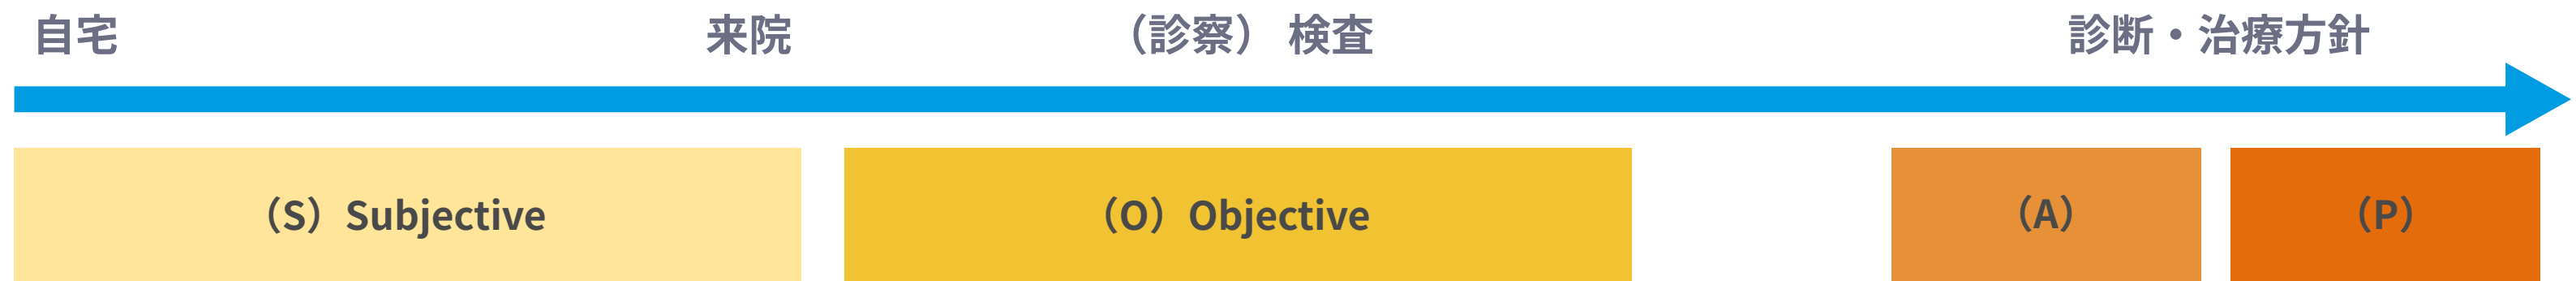 自宅 来院 （診察） 検査 診断・治療方針
（S）Subjective （O）Objective （A） （P）